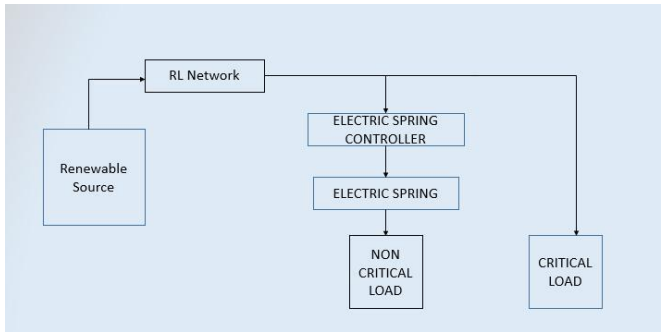 RL Network
ELECTRIC SPRING
CONTROLLER
Renewable
Source
ELECTRIC SPRING
NON
CRITICAL
LOAD
CRITICAL
LOAD